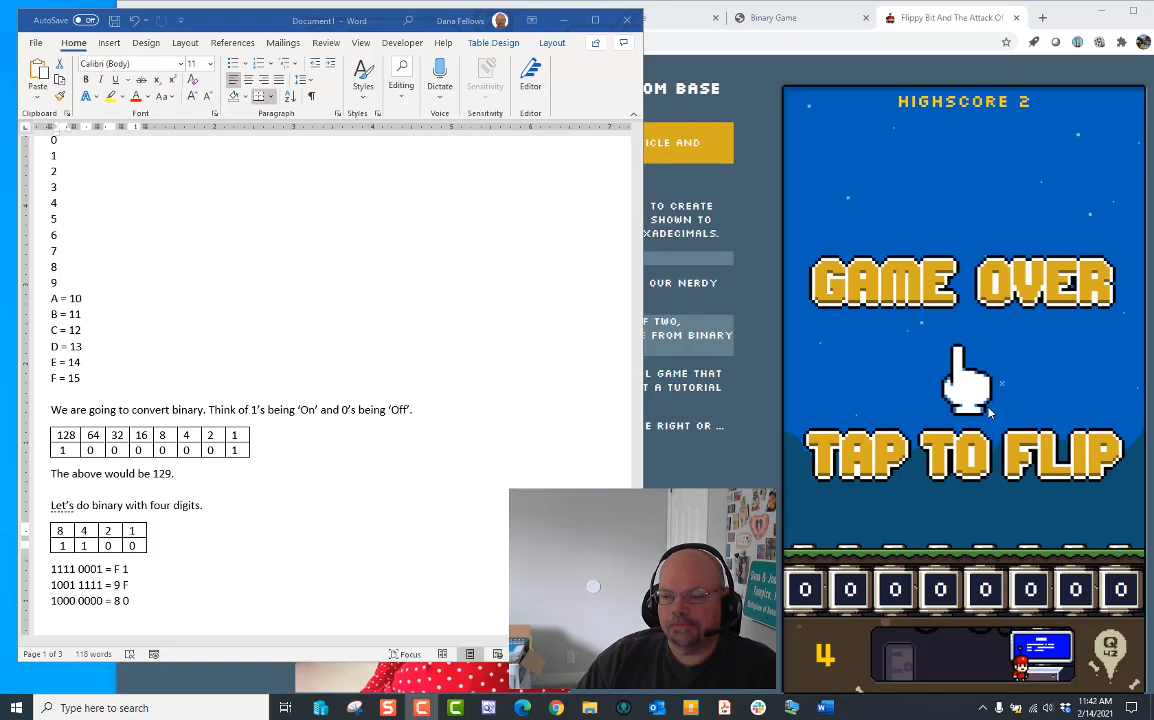 AutoSave Off
Document1 - Word
Dana Fellows
Binary Game
Flippy Bit And The Attack Of
File Home Insert Design Layout References Mailings Review View Developer Help Table Design Layout
Paste
Calibri (Body) 11
Styles
Editing
Dictate
Sensitivity
Editor
Clipboard Font Paragraph Styles Voice Sensitivity Editor
1 2 3 4 5 6 7
0
1
2
3
4
5
6
7
8
9
A = 10
B = 11
C = 12
D = 13
E = 14
F = 15
We are going to convert binary. Think of 1's being 'On' and 0's being 'Off'.
128 64 32 16 8 4 2 1
1 0 0 0 0 0 0 1
The above would be 129.
Let's do binary with four digits.
8 4 2 1
1 1 0 0
1111 0001 = F 1
1001 1111 = 9 F
1000 0000 = 8 0
Page 1 of 3 118 words Focus
OM BASE
ICLE AND
TO CREATE
SHOWN TO
XADECIMALS.
OUR NERDY
F TWO,
E FROM BINARY
L GAME THAT
T A TUTORIAL
E RIGHT OR ...
HIGHSCORE 2
GAME OVER
TAP TO FLIP
0 0 0 0 0 0 0 0
4
Q
42
Type here to search
11:42 AM
2/14/2021